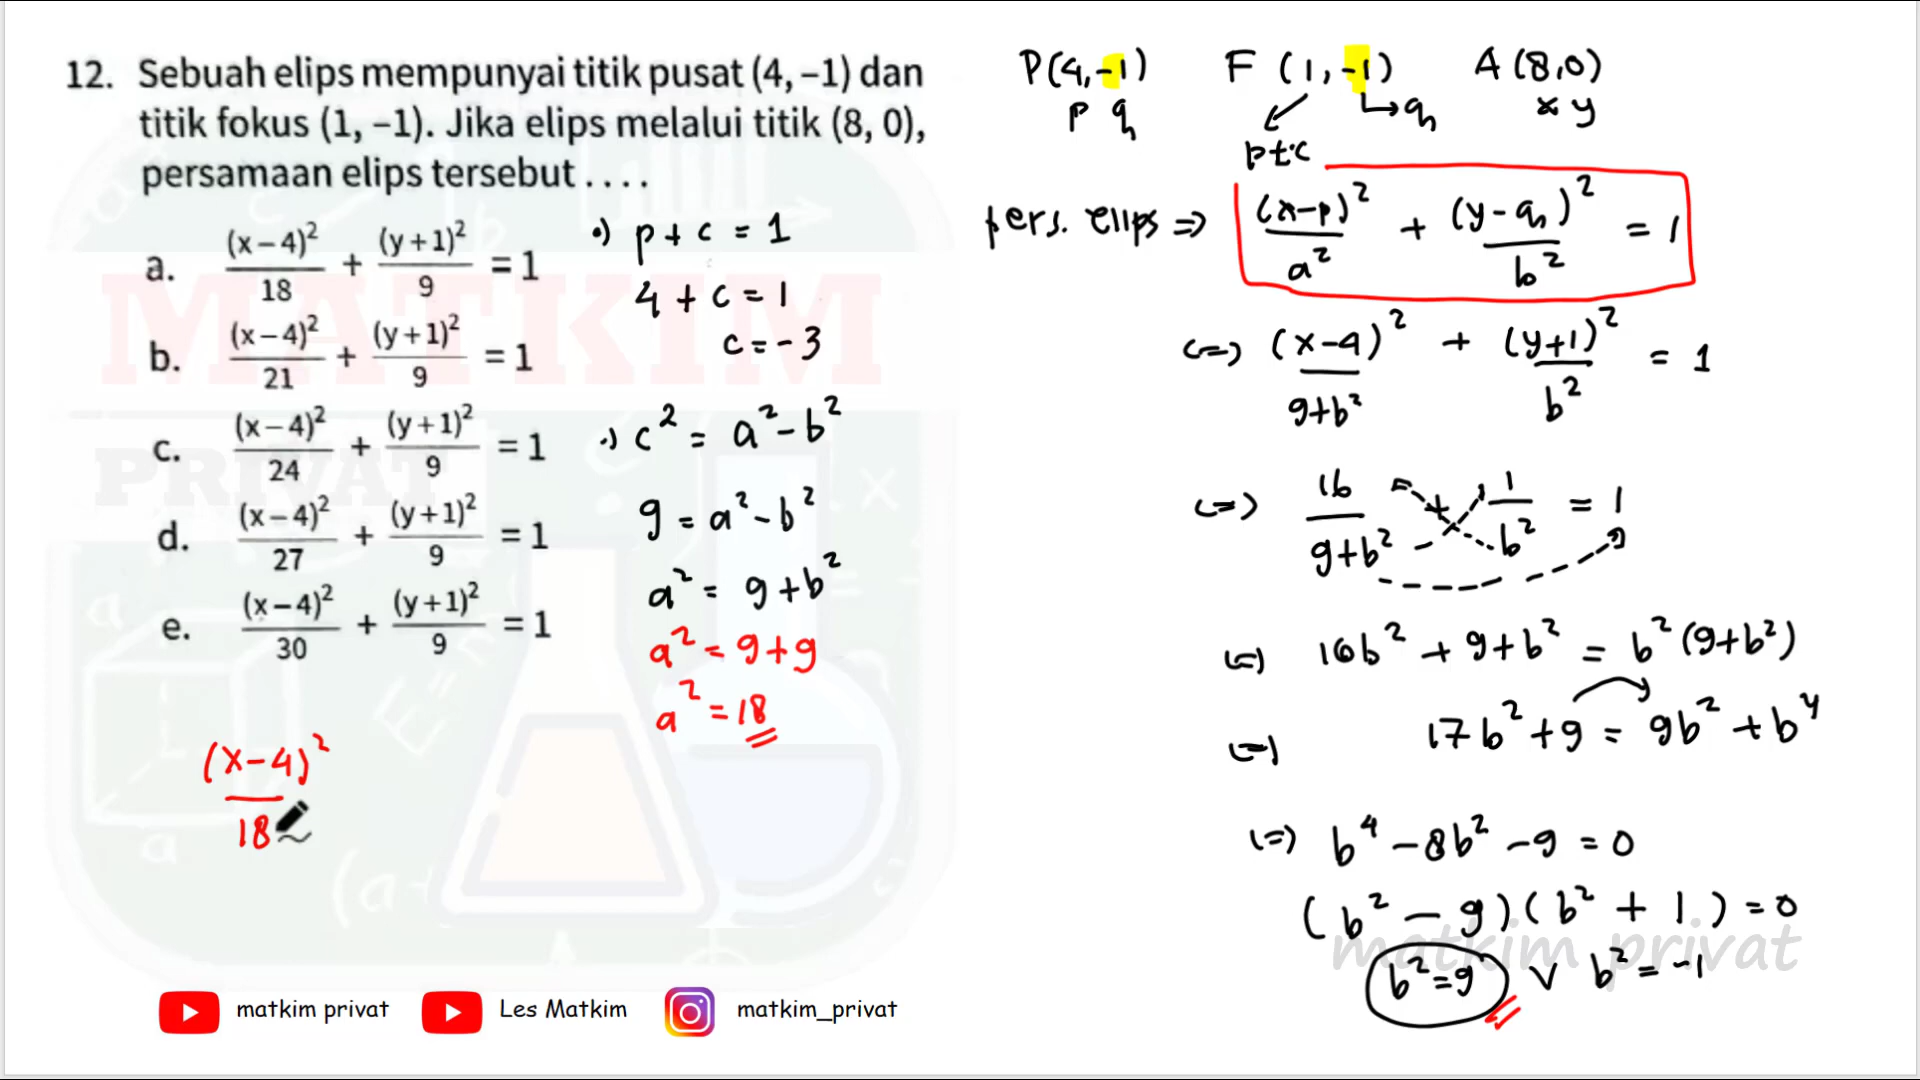 12. Sebuah elips mempunyai titik pusat (4, –1) dan
titik fokus (1, –1). Jika elips melalui titik (8, 0),
persamaan elips tersebut . . . .
a. (x – 4)²/18 + (y + 1)²/9 = 1
b. (x – 4)²/21 + (y + 1)²/9 = 1
c. (x – 4)²/24 + (y + 1)²/9 = 1
d. (x – 4)²/27 + (y + 1)²/9 = 1
e. (x – 4)²/30 + (y + 1)²/9 = 1
(x-4)²/18
•) p + c = 1
4 + c = 1
c = -3
•) c² = a² - b²
9 = a² - b²
a² = 9 + b²
a² = 9 + 9
a² = 18
P(4, -1) F (1, -1) A (8,0)
p q → q x y
p+c
pers. elips ⇒ (x-p)²/a² + (y-q)²/b² = 1
<=> (x-4)²/9+b² + (y+1)²/b² = 1
<=> 16/9+b² + 1/b² = 1
<=> 16b² + 9+b² = b²(9+b²)
<=> 17b² + 9 = 9b² + b⁴
<=> b⁴ - 8b² - 9 = 0
(b² - 9)(b² + 1) = 0
b² = 9 v b² = -1
matkim privat
MATKIM
PRIVAT
matkim privat Les Matkim matkim_privat